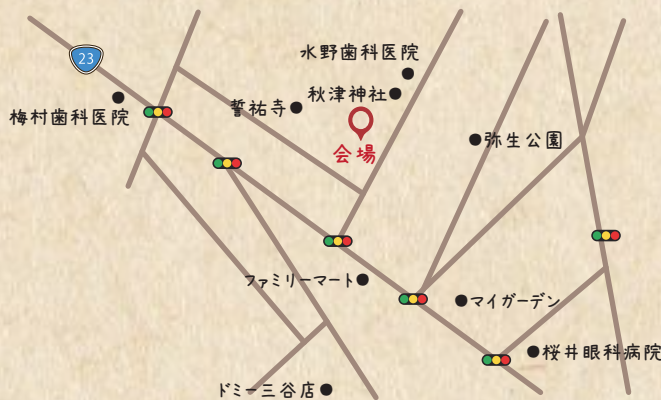 水野歯科医院
23
秋津神社
誓祐寺
梅村歯科医院
会場
弥生公園
ファミリーマート
マイガーデン
桜井眼科病院
ドミー三谷店